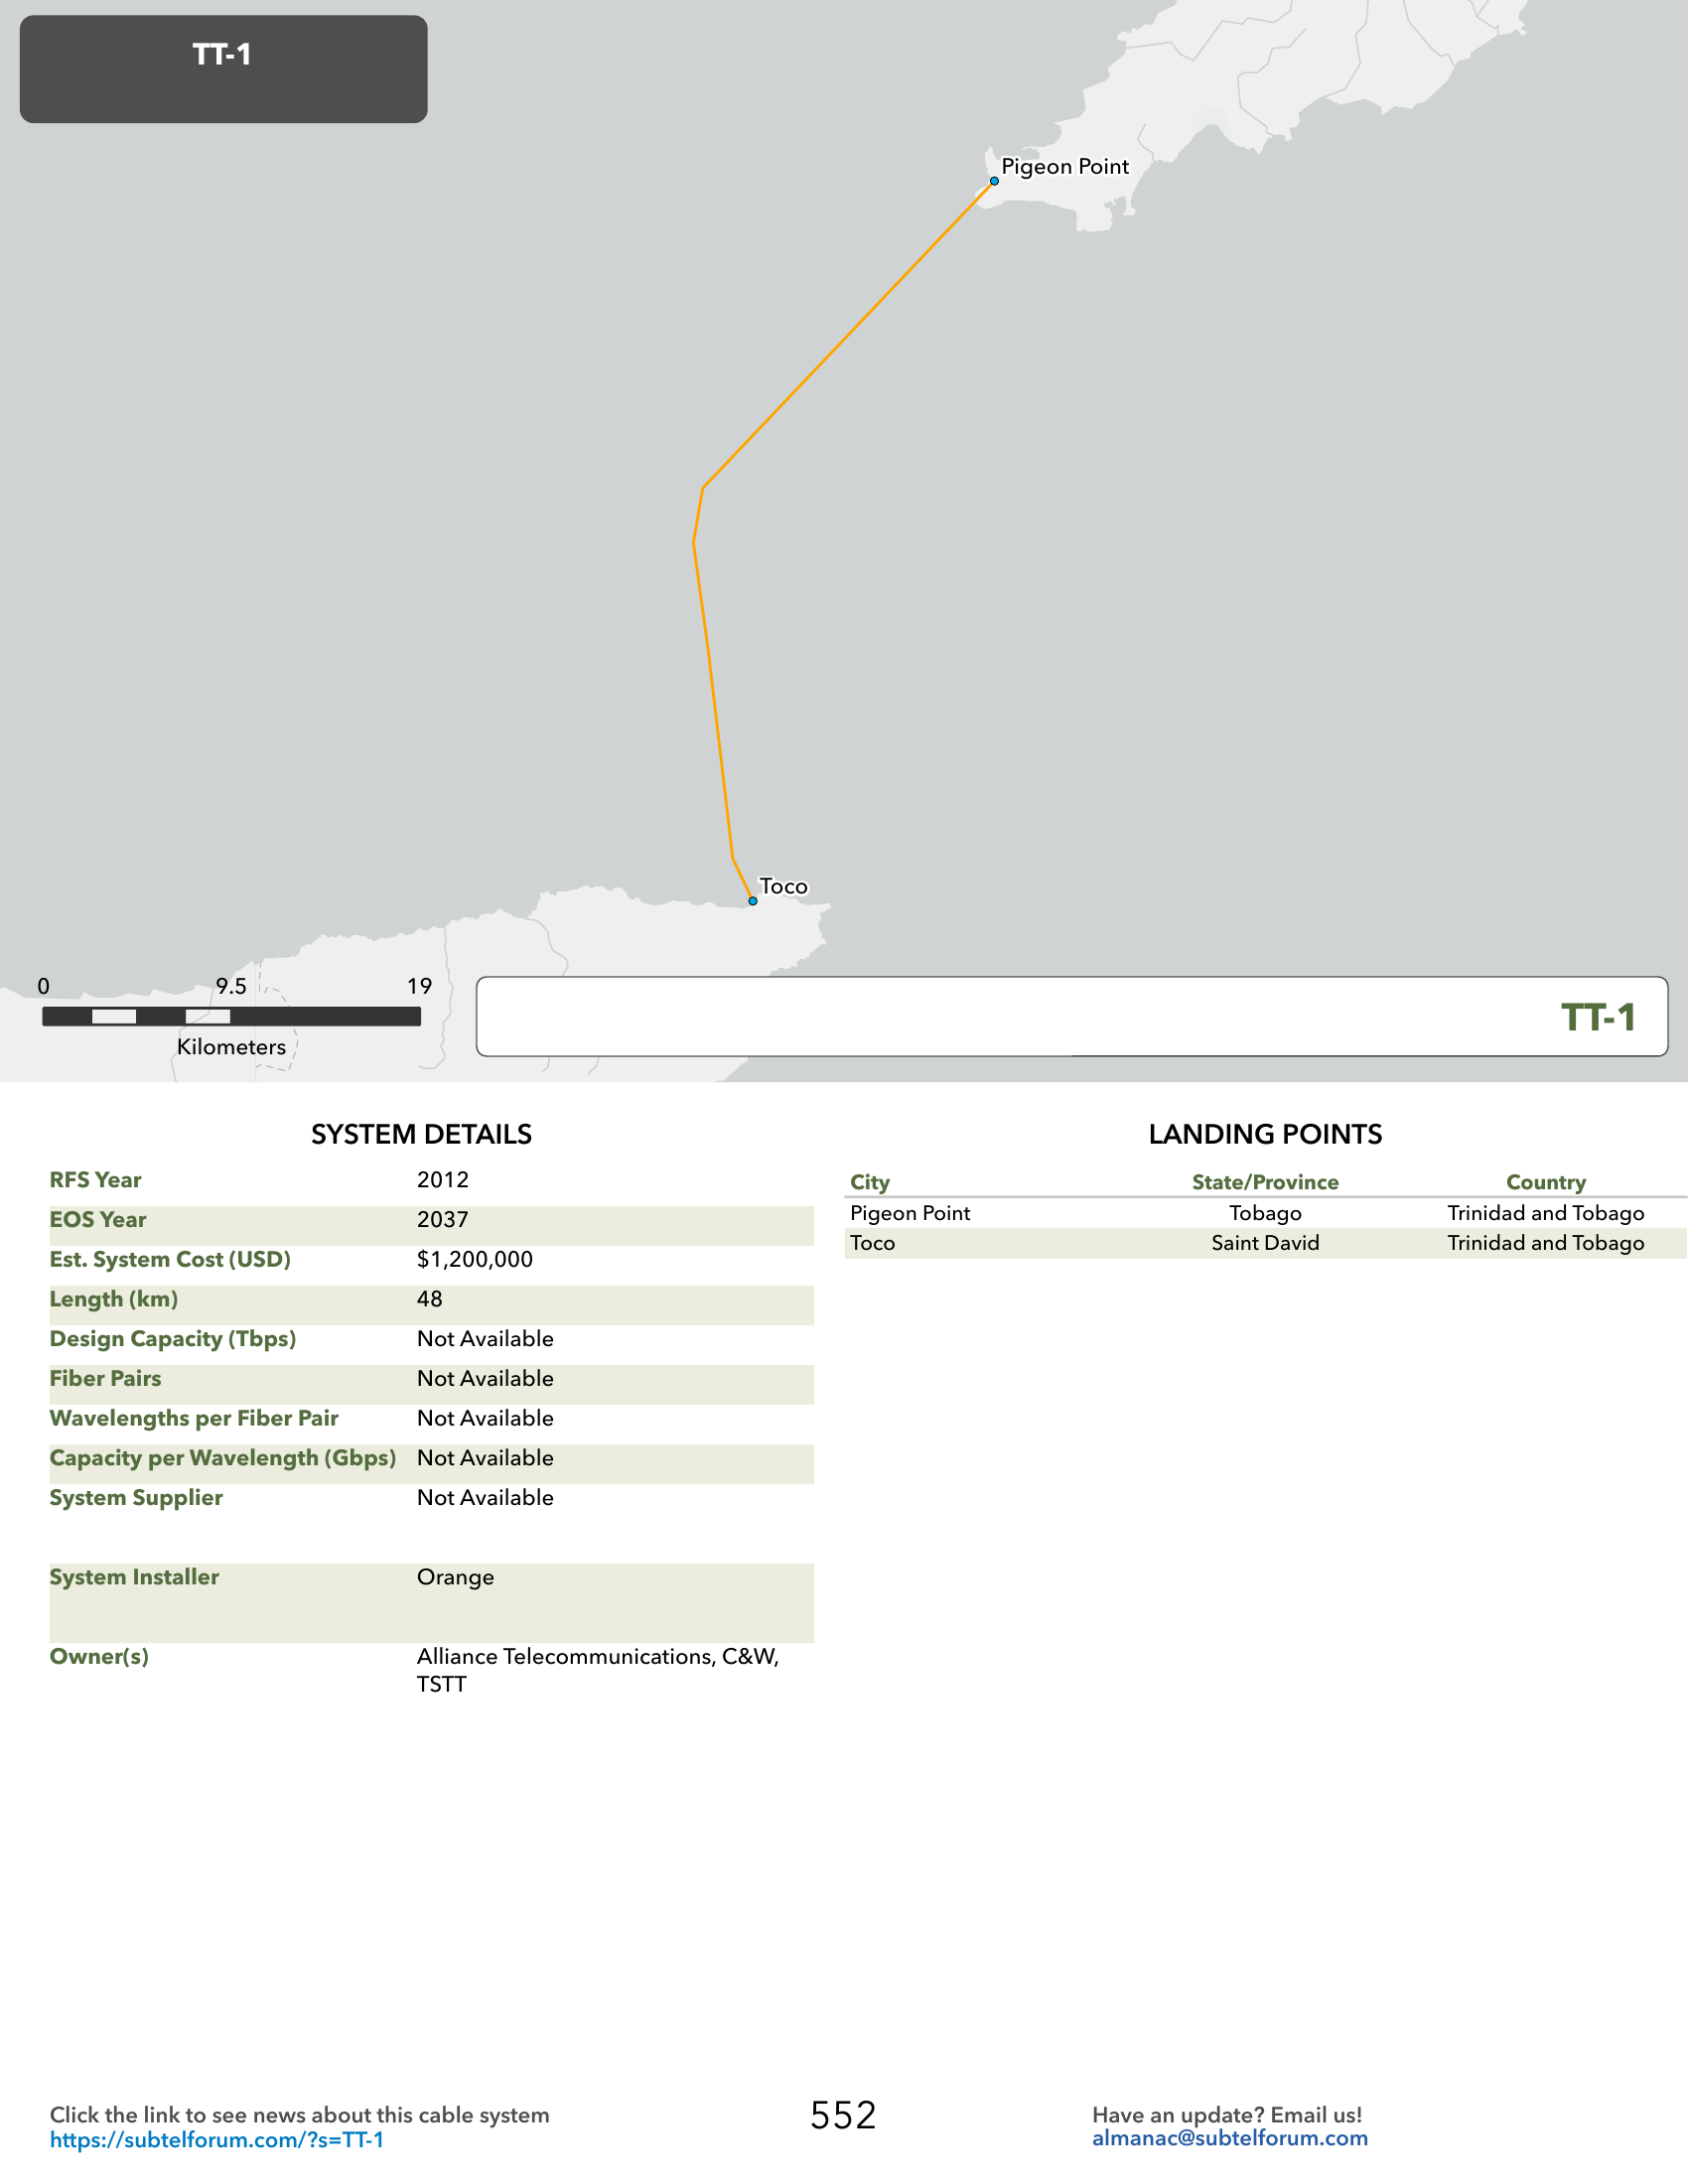 TT-1
Pigeon Point
Toco
0 9.5 19
Kilometers
TT-1
SYSTEM DETAILS
RFS Year 2012
EOS Year 2037
Est. System Cost (USD) $1,200,000
Length (km) 48
Design Capacity (Tbps) Not Available
Fiber Pairs Not Available
Wavelengths per Fiber Pair Not Available
Capacity per Wavelength (Gbps) Not Available
System Supplier Not Available
System Installer Orange
Owner(s) Alliance Telecommunications, C&W,
TSTT
LANDING POINTS
City State/Province Country
Pigeon Point Tobago Trinidad and Tobago
Toco Saint David Trinidad and Tobago
Click the link to see news about this cable system
https://subtelforum.com/?s=TT-1
552
Have an update? Email us!
almanac@subtelforum.com